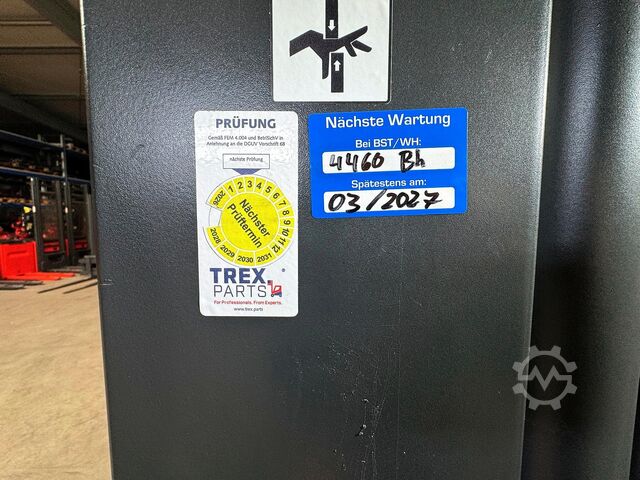 PRÜFUNG
Gemäß FEM 4.004 und BetrSichV in
Anlehnung an die DGUV Vorschrift 68
nächste Prüfung
2026 1 2 3 4 5 6 7 8 9 10 11 12
Nächster
Prüftermin
2028 2029 2030 2031
TREX®
PARTS
For Professionals. From Experts.
www.trex.parts
Nächste Wartung
Bei BST/WH:
4460 Bh
Spätestens am:
03/2027